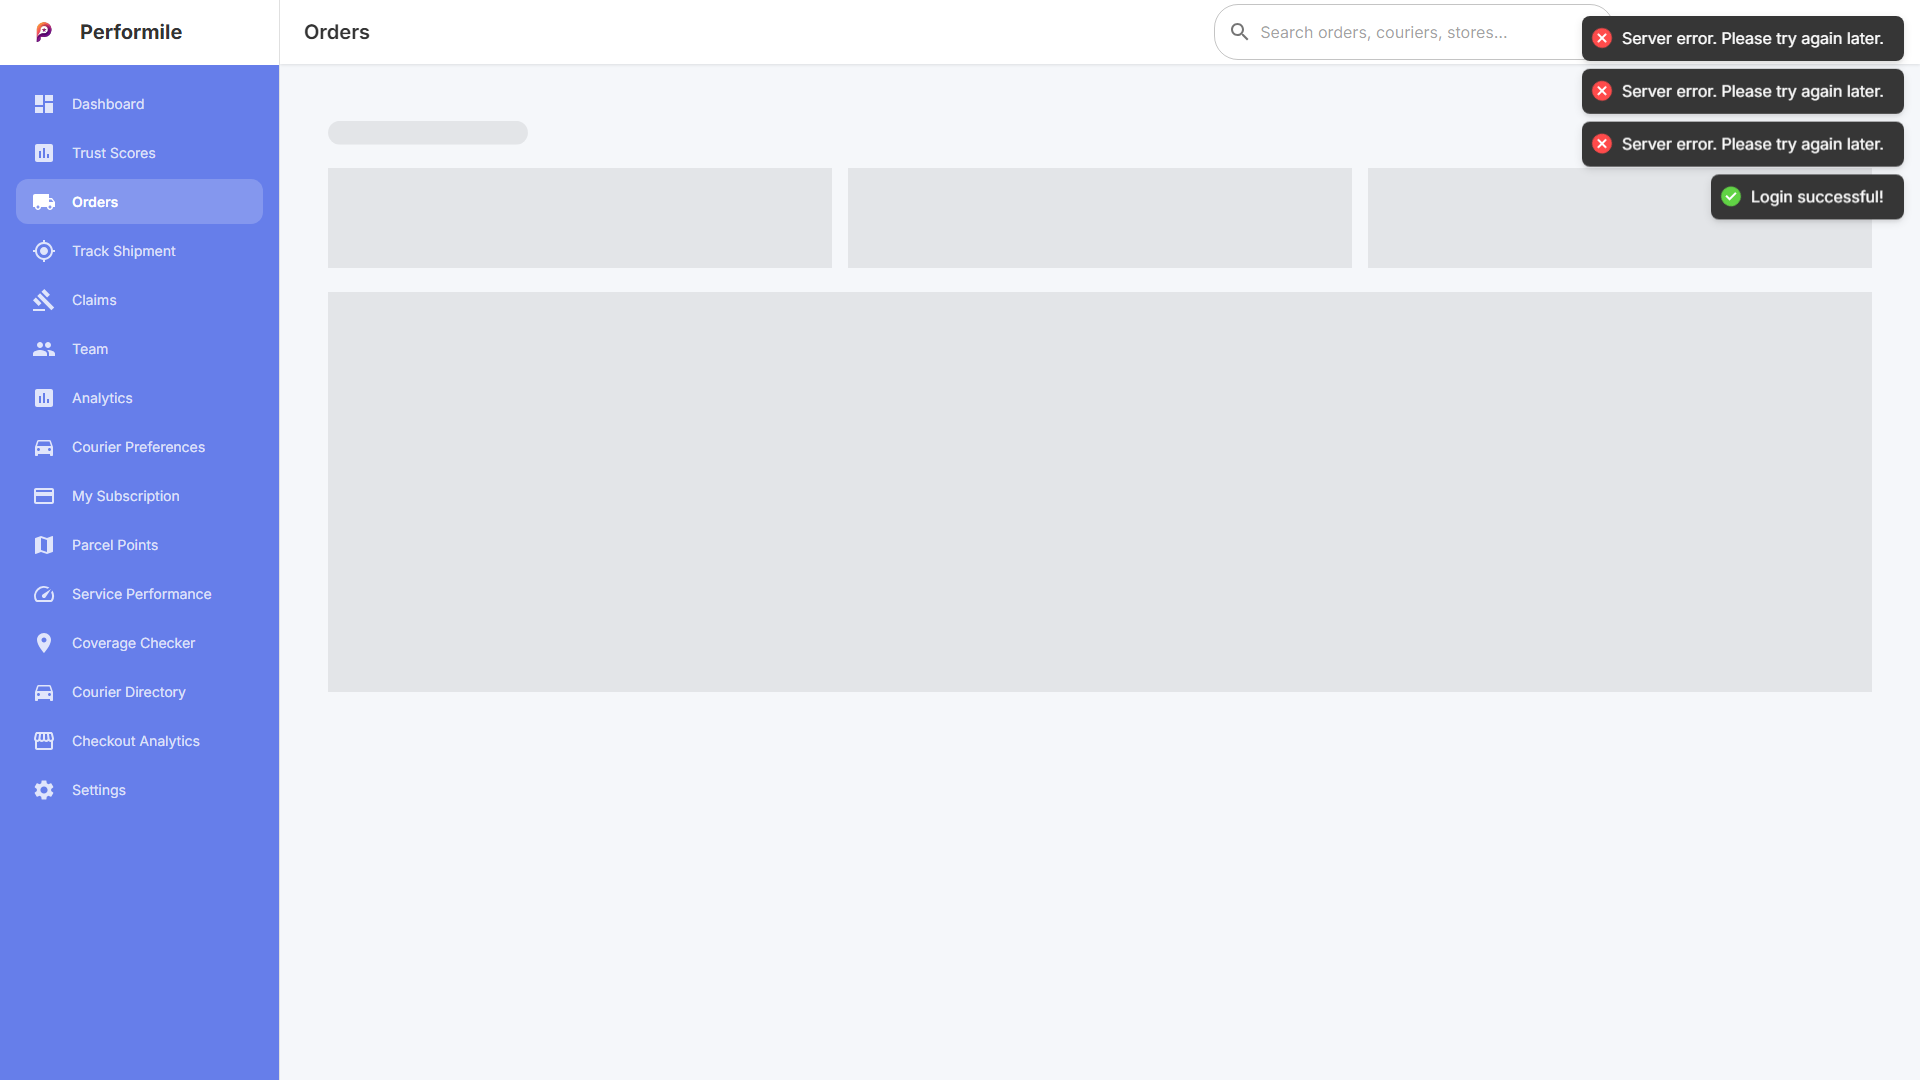 Performile
Orders
Search orders, couriers, stores...
Server error. Please try again later.
Server error. Please try again later.
Server error. Please try again later.
Login successful!
Dashboard
Trust Scores
Orders
Track Shipment
Claims
Team
Analytics
Courier Preferences
My Subscription
Parcel Points
Service Performance
Coverage Checker
Courier Directory
Checkout Analytics
Settings